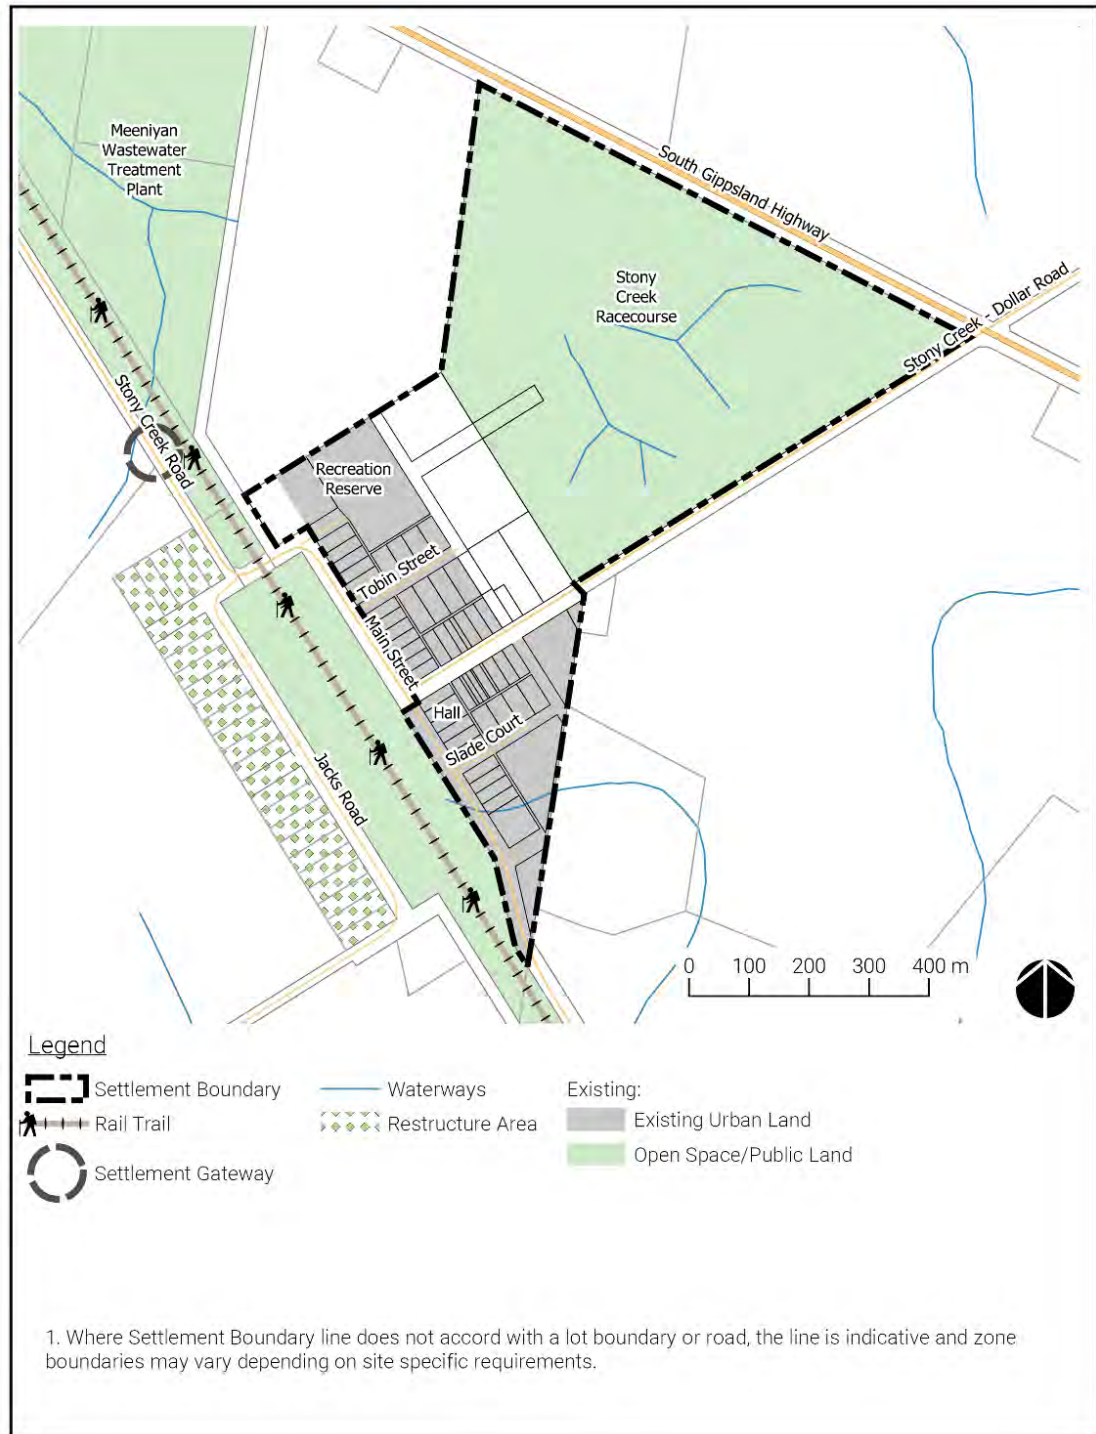 Meeniyan
Wastewater
Treatment
Plant
South Gippsland Highway
Stony
Creek
Racecourse
Stony Creek - Dollar Road
Stony Creek Road
Recreation
Reserve
Tobin Street
Main Street
Hall
Slade Court
Jacks Road
0 100 200 300 400 m
Legend
Settlement Boundary
Rail Trail
Settlement Gateway
Waterways
Restructure Area
Existing:
Existing Urban Land
Open Space/Public Land
1. Where Settlement Boundary line does not accord with a lot boundary or road, the line is indicative and zone
boundaries may vary depending on site specific requirements.